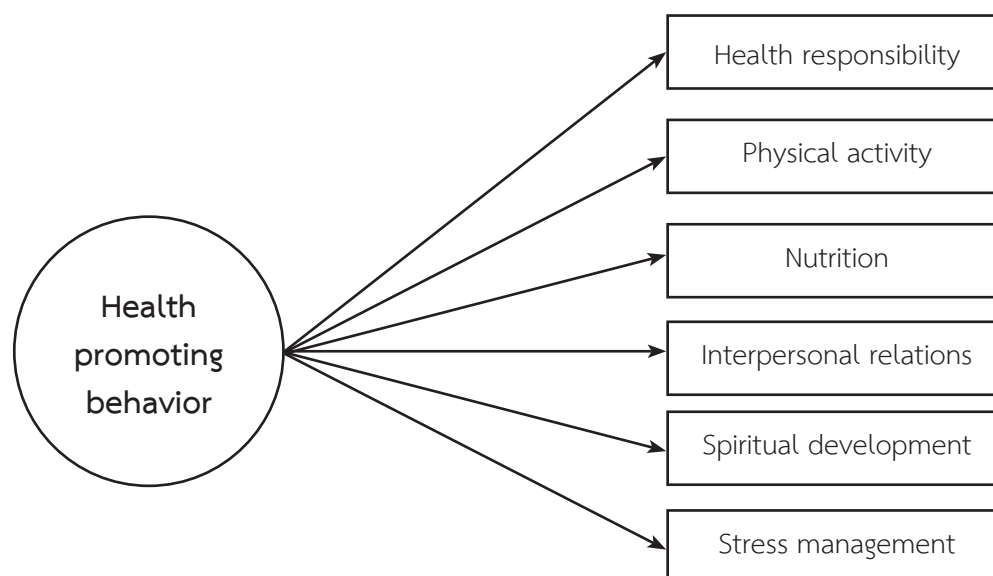 Health
promoting
behavior
Health responsibility
Physical activity
Nutrition
Interpersonal relations
Spiritual development
Stress management